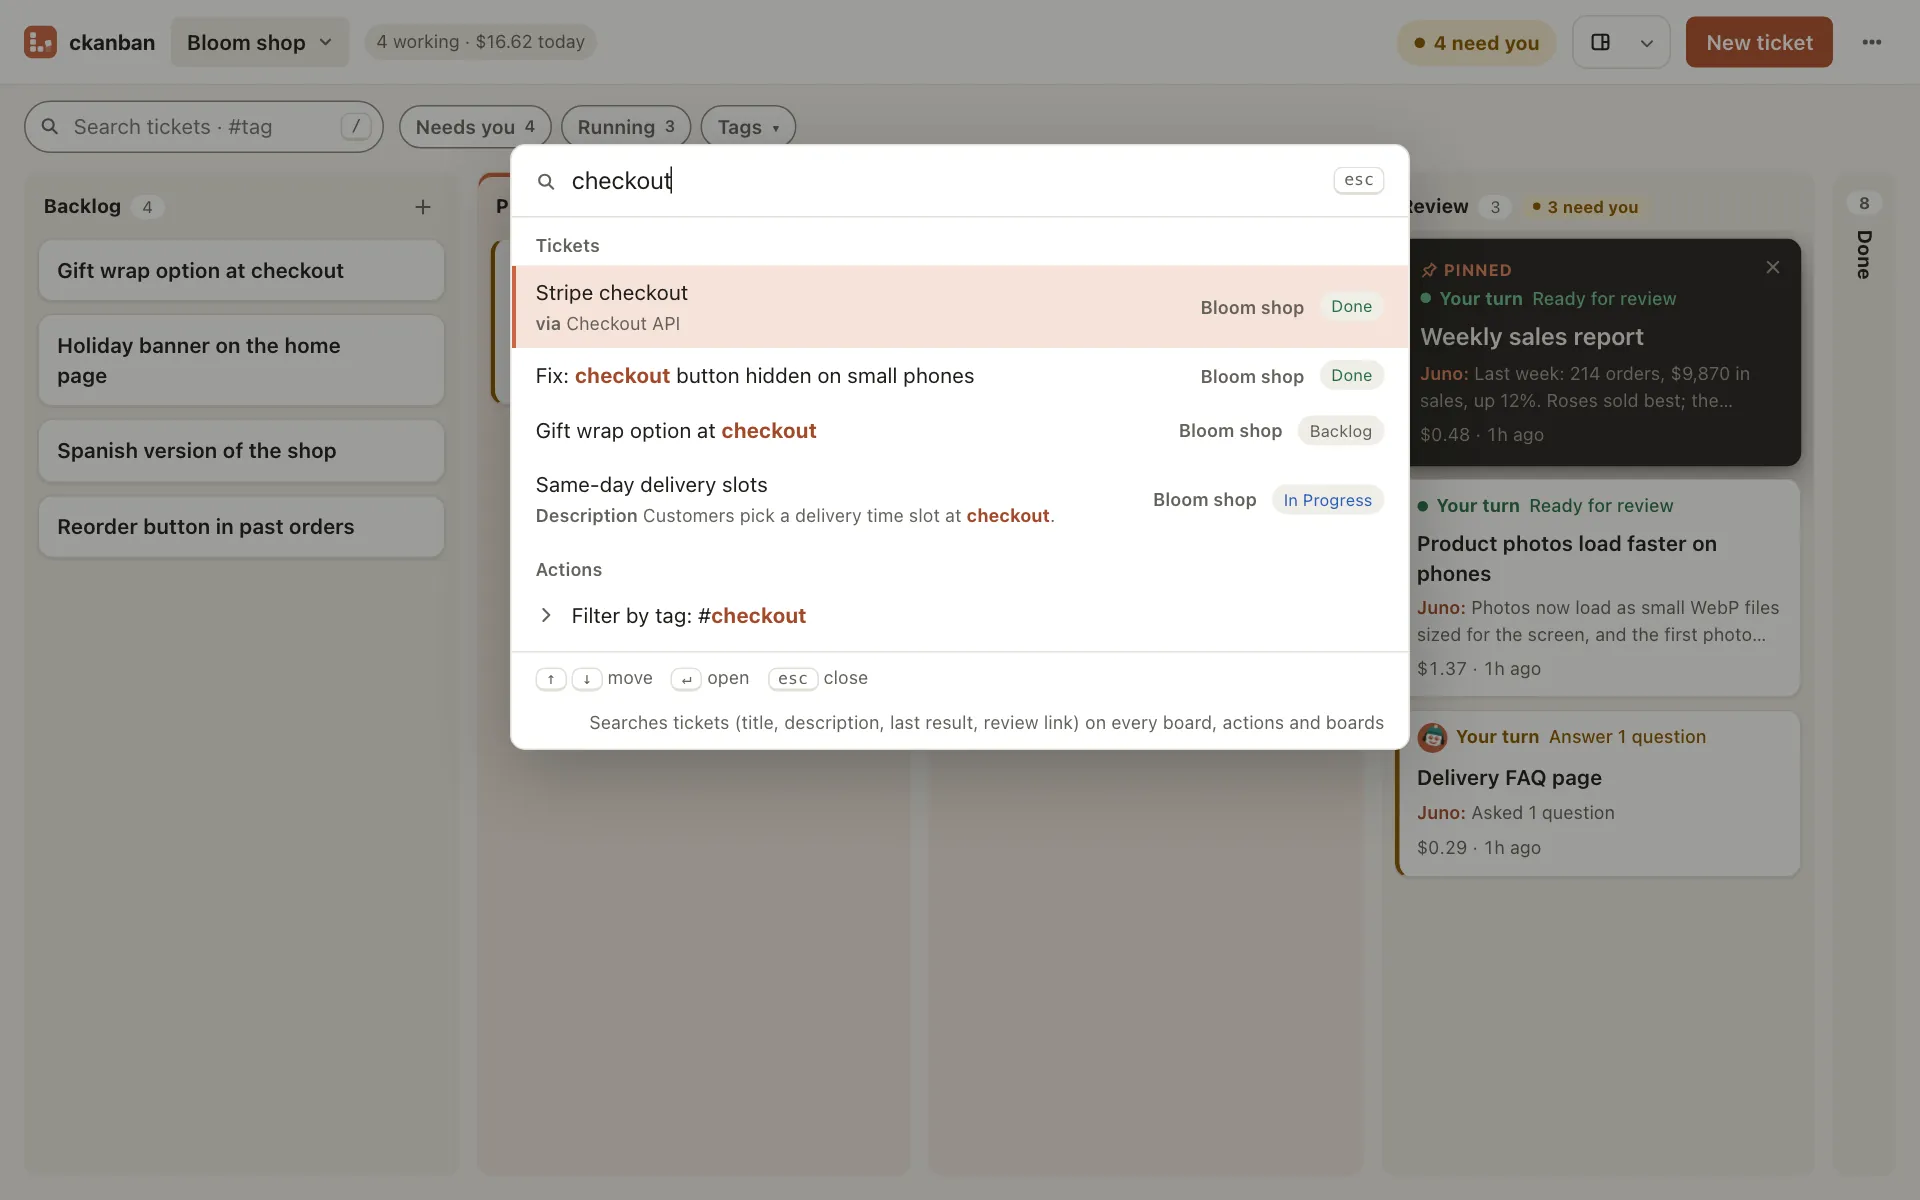 ckanban
Bloom shop
4 working · $16.62 today
4 need you
New ticket
Search tickets · #tag
/
Needs you 4
Running 3
Tags
Backlog 4
Gift wrap option at checkout
Holiday banner on the home
page
Spanish version of the shop
Reorder button in past orders
P
checkout
esc
Tickets
Stripe checkout
via Checkout API
Bloom shop
Done
Fix: checkout button hidden on small phones
Bloom shop
Done
Gift wrap option at checkout
Bloom shop
Backlog
Same-day delivery slots
Description Customers pick a delivery time slot at checkout.
Bloom shop
In Progress
Actions
Filter by tag: #checkout
↑ ↓ move ↵ open esc close
Searches tickets (title, description, last result, review link) on every board, actions and boards
Review 3
3 need you
PINNED
Your turn Ready for review
Weekly sales report
Juno: Last week: 214 orders, $9,870 in
sales, up 12%. Roses sold best; the...
$0.48 · 1h ago
Your turn Ready for review
Product photos load faster on
phones
Juno: Photos now load as small WebP files
sized for the screen, and the first photo...
$1.37 · 1h ago
Your turn Answer 1 question
Delivery FAQ page
Juno: Asked 1 question
$0.29 · 1h ago
8
Done